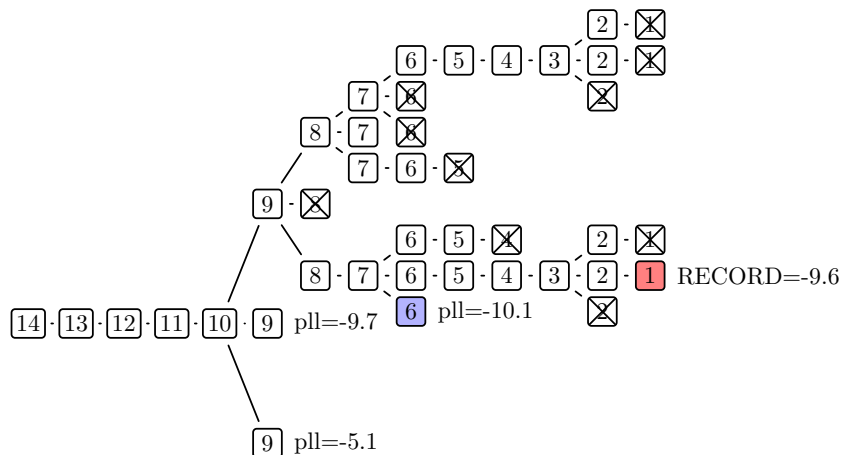 2 1
6 5 4 3 2 1
7 6 2
8 7 6
7 6 5
9 8
6 5 4 2 1
8 7 6 5 4 3 2 1 RECORD=-9.6
6 pll=-10.1 2
14 13 12 11 10 9 pll=-9.7
9 pll=-5.1